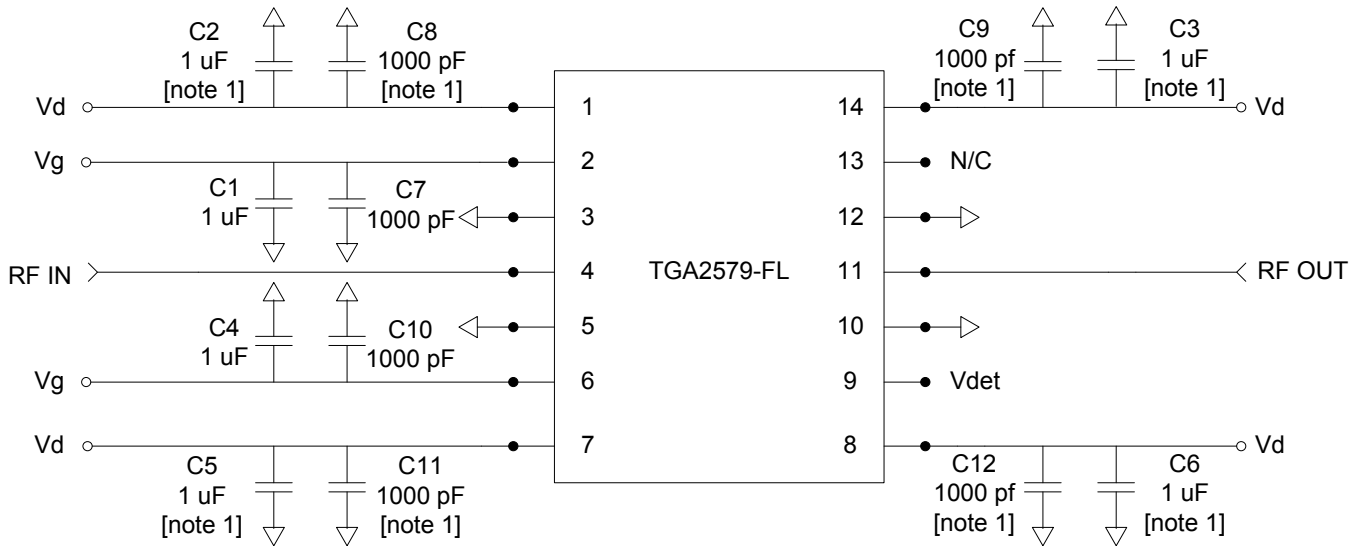 C2
1 uF
[note 1]
C8
1000 pF
[note 1]
C9
1000 pf
[note 1]
C3
1 uF
[note 1]
Vd
1
14
Vd
Vg
2
13
N/C
C1
1 uF
C7
1000 pF
3
12
RF IN
4
TGA2579-FL
11
RF OUT
C4
1 uF
C10
1000 pF
5
10
Vg
6
9
Vdet
Vd
7
8
Vd
C5
1 uF
[note 1]
C11
1000 pF
[note 1]
C12
1000 pf
[note 1]
C6
1 uF
[note 1]